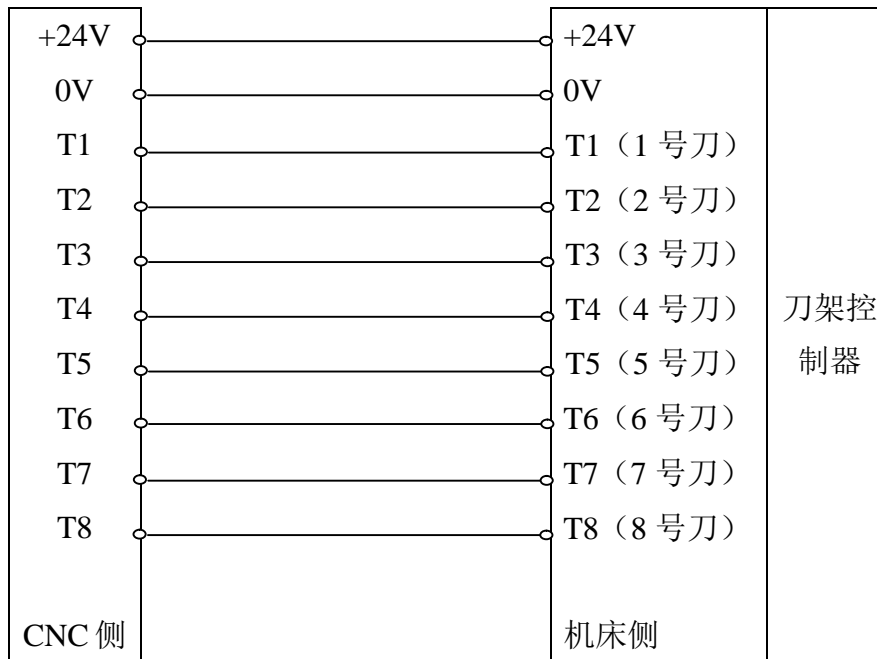 +24V +24V
0V 0V
T1 T1（1 号刀）
T2 T2（2 号刀）
T3 T3（3 号刀）
T4 T4（4 号刀）
T5 T5（5 号刀）
T6 T6（6 号刀）
T7 T7（7 号刀）
T8 T8（8 号刀）
刀架控
制器
CNC 侧 机床侧